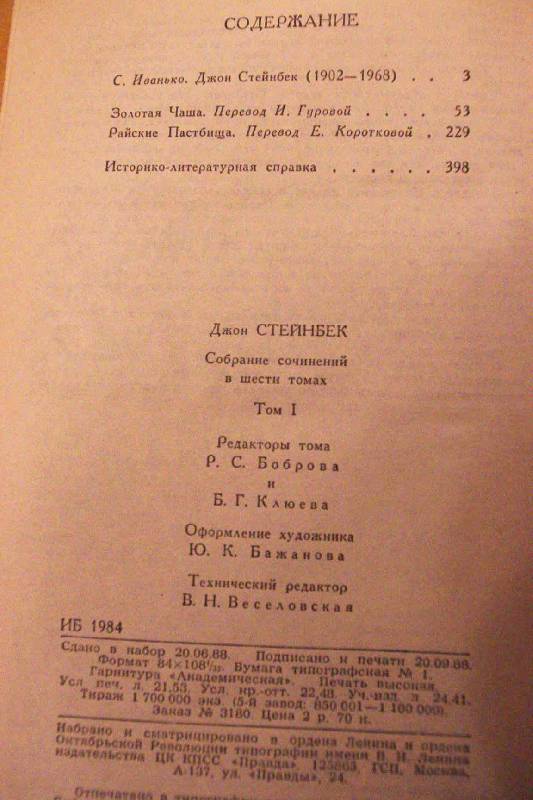 СОДЕРЖАНИЕ
С. Иванько. Джон Стейнбек (1902—1968) . . 3
Золотая Чаша. Перевод И. Гуровой . . . . 53
Райские Пастбища. Перевод Е. Коротковой . 229
Историко-литературная справка . . . . . . 398
Джон СТЕЙНБЕК
Собрание сочинений
в шести томах
Том I
Редакторы тома
Р. С. Боброва
и
Б. Г. Клюева
Оформление художника
Ю. К. Бажанова
Технический редактор
В. Н. Веселовская
ИБ 1984
Сдано в набор 20.06.88. Подписано к печати 20.09.88.
Формат 84×108¹/₃₂. Бумага типографская № 1.
Гарнитура «Академическая». Печать высокая.
Усл. печ. л. 21,53. Усл. кр.-отт. 22,48. Уч.-изд. л. 24,41.
Тираж 1 700 000 экз. (5-й завод: 850 001—1 100 000).
Заказ № 3180. Цена 2 р. 70 к.
Набрано и сматрицировано в ордена Ленина и ордена
Октябрьской Революции типографии имени В. И. Ленина
издательства ЦК КПСС «Правда», 125865, ГСП, Москва,
А-137, ул. «Правды», 24.
Отпечатано в